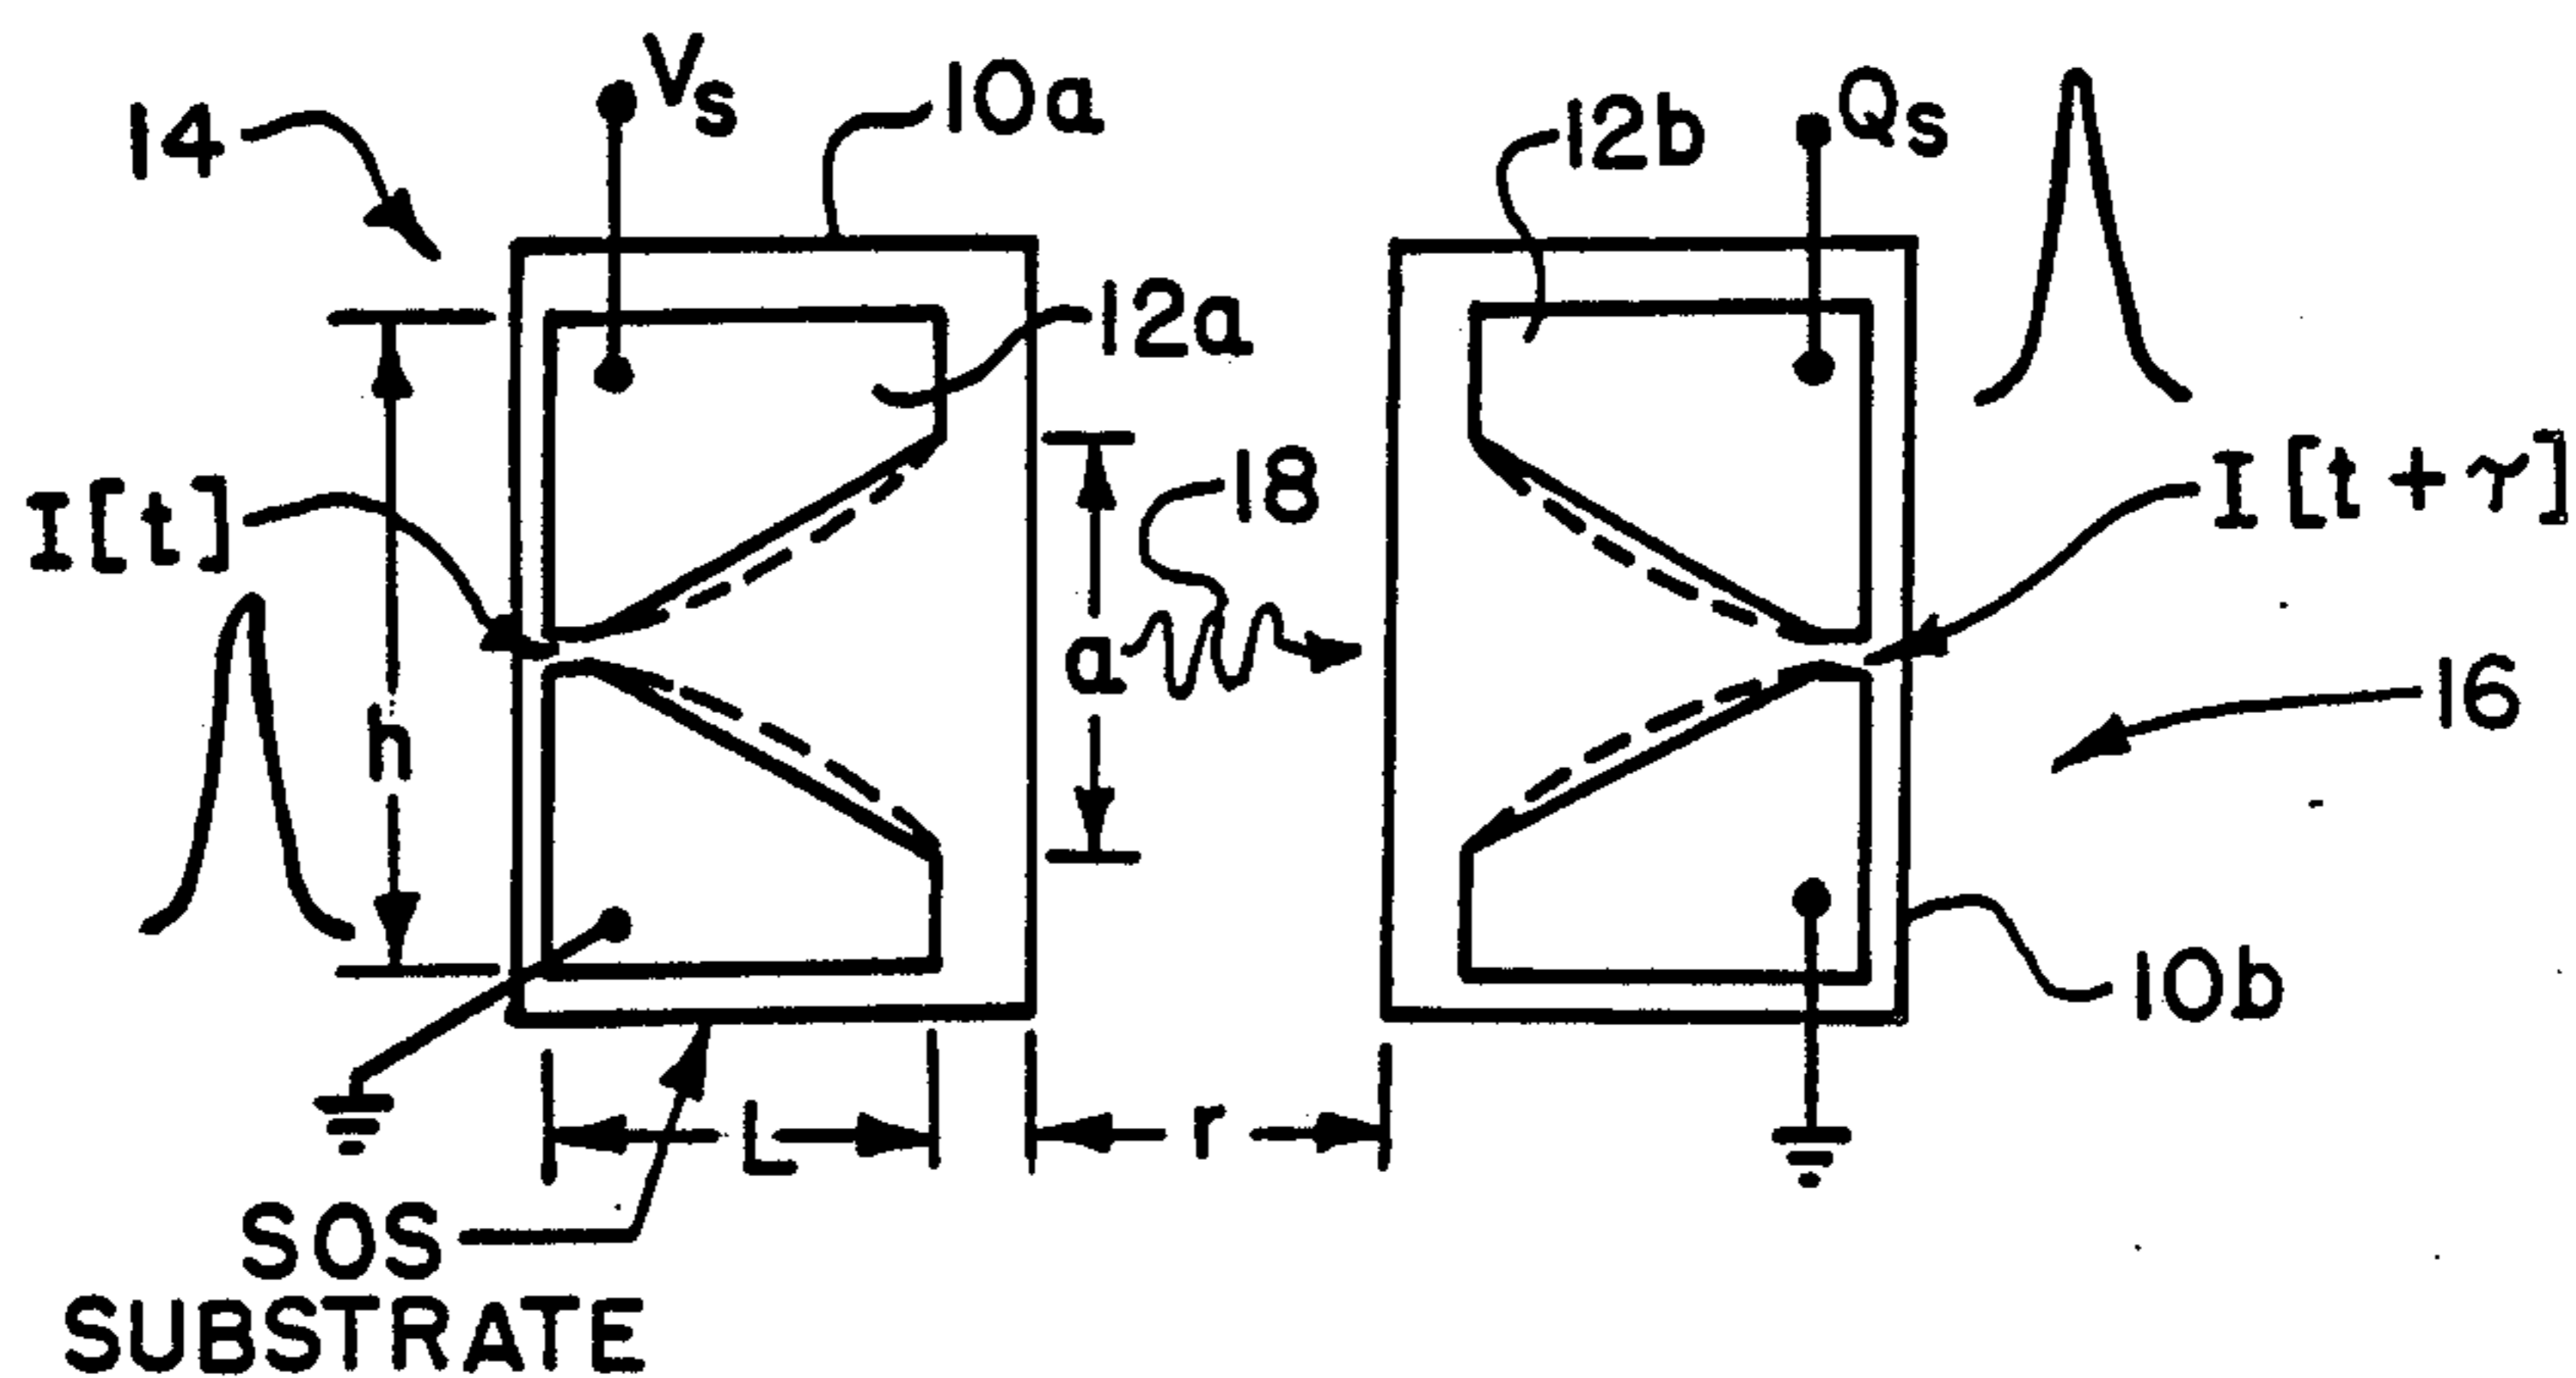 14
Vs
10a
12b
Qs
12a
18
I[t]
I[t + τ]
h
a
16
10b
L
r
SOS
SUBSTRATE